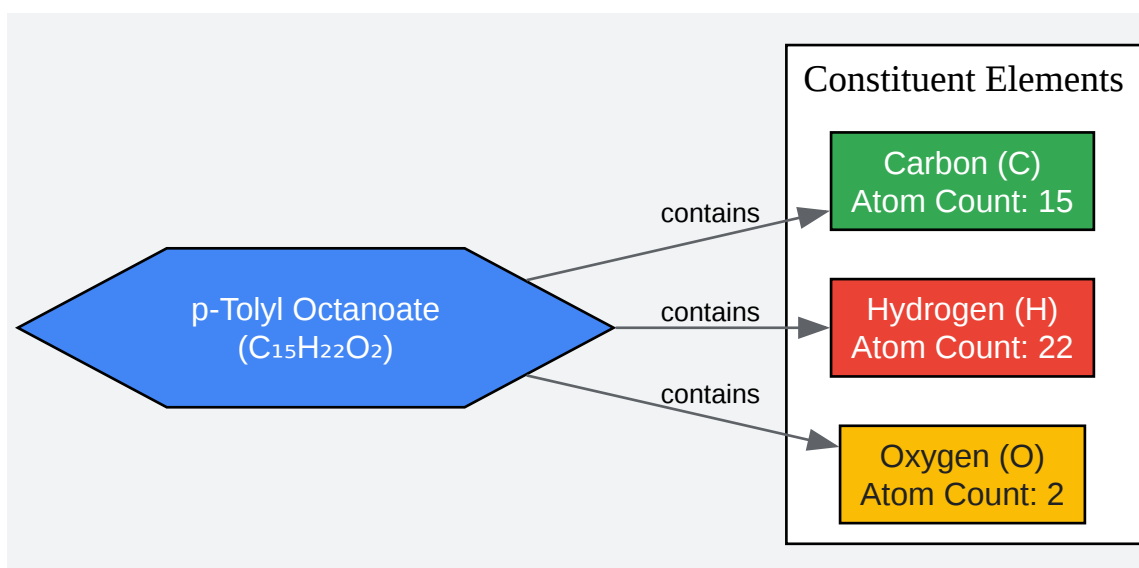 Constituent Elements
Carbon (C)
Atom Count: 15
contains
p-Tolyl Octanoate
(C₁₅H₂₂O₂)
contains
Hydrogen (H)
Atom Count: 22
contains
Oxygen (O)
Atom Count: 2